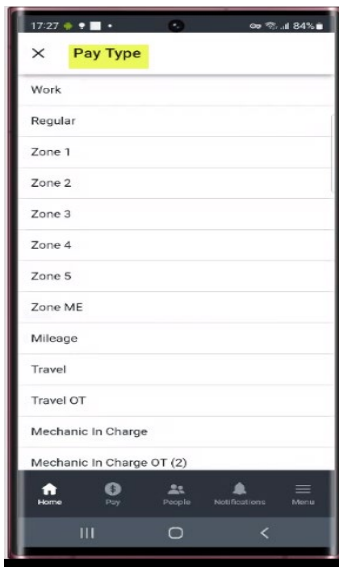 17:27 84%
Pay Type
Work
Regular
Zone 1
Zone 2
Zone 3
Zone 4
Zone 5
Zone ME
Mileage
Travel
Travel OT
Mechanic In Charge
Mechanic In Charge OT (2)
Home Pay People Notifications Menu